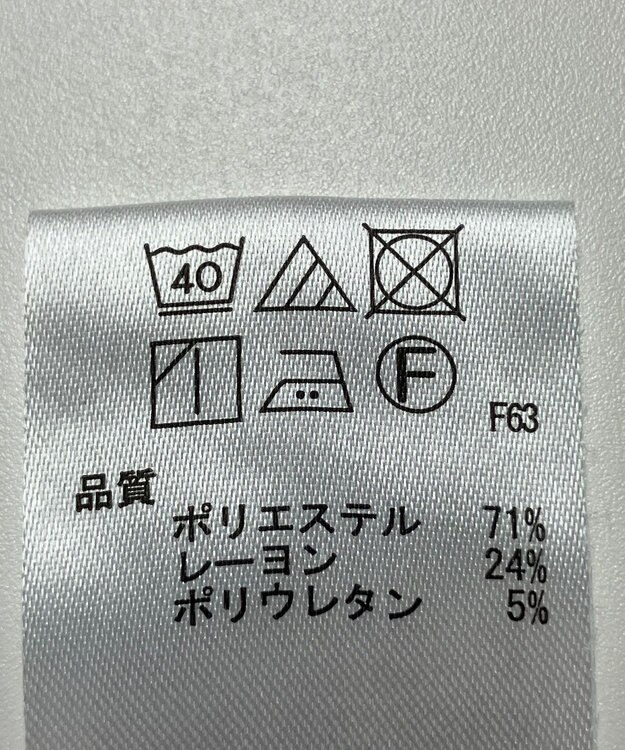 40
F
F63
品質
ポリエステル 71%
レーヨン 24%
ポリウレタン 5%